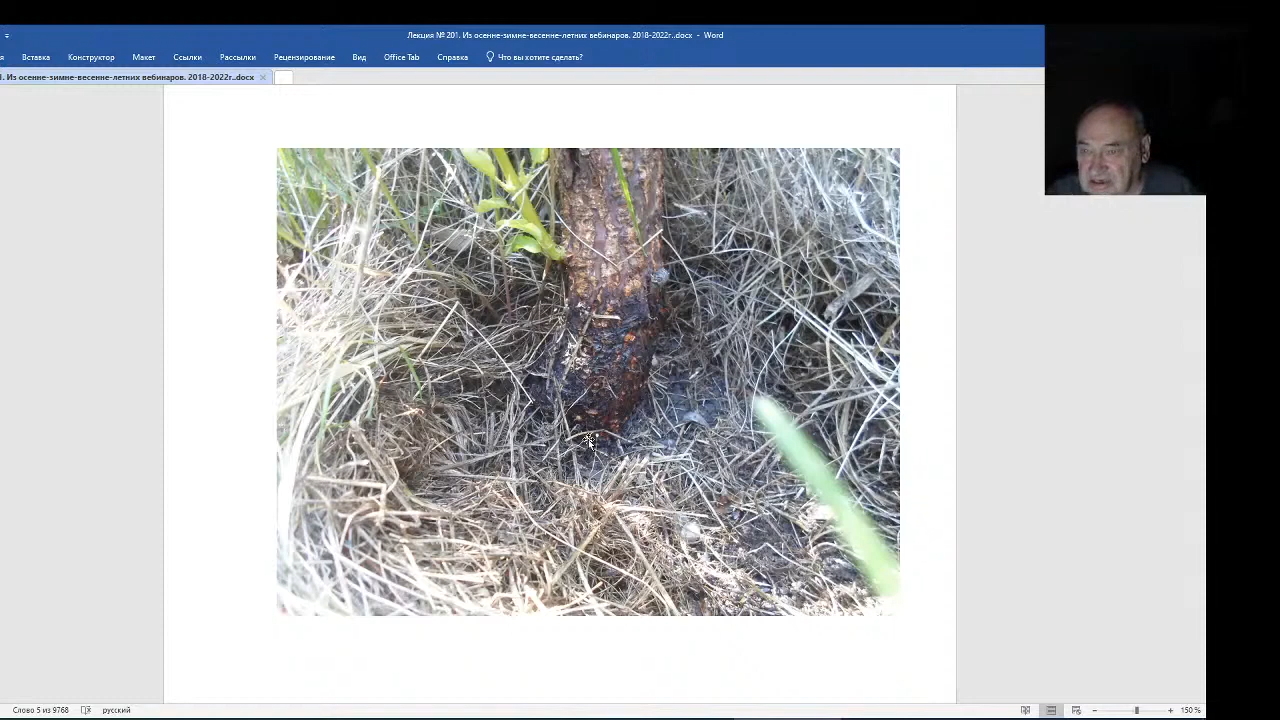 Лекция № 201. Из осенне-зимне-весенне-летних вебинаров. 2018-2022г..docx - Word
Вставка Конструктор Макет Ссылки Рассылки Рецензирование Вид Office Tab Справка Что вы хотите сделать?
1. Из осенне-зимне-весенне-летних вебинаров. 2018-2022г..docx
Слово 5 из 9768 русский 150 %